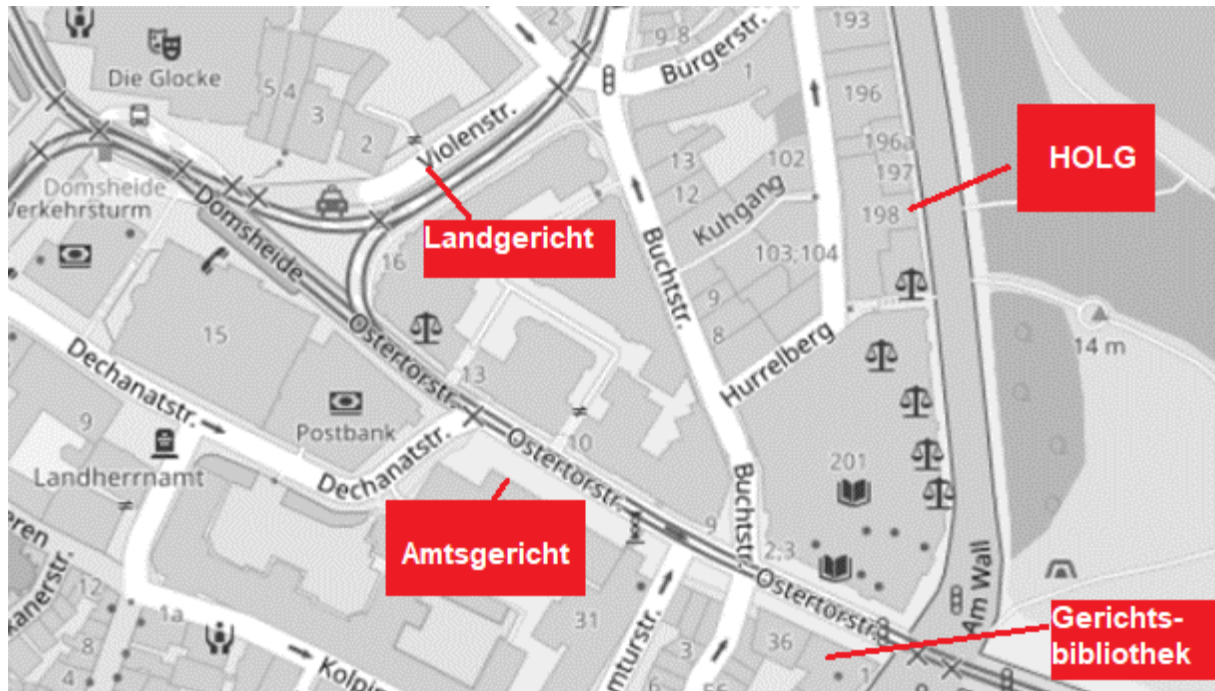 2
193
9
8
Bürgerstr.
Die Glocke
5
4
3
2
1
196
Violenstr.
196a
HOLG
13
102
197
Domsheide
Verkehrsturm
12
Kuhgang
198
Domsheide
Landgericht
16
Buchtstr.
103;104
9
15
8
14 m
Ostertorstr.
Hurrelberg
Dechanatstr.
13
9
Postbank
Ostertorstr.
10
Landherrnamt
Dechanatstr.
201
Buchtstr.
Amtsgericht
9
2;3
Ostertorstr.
Am Wall
12
1a
31
36
Gerichts-
bibliothek
8
3
1
4
6